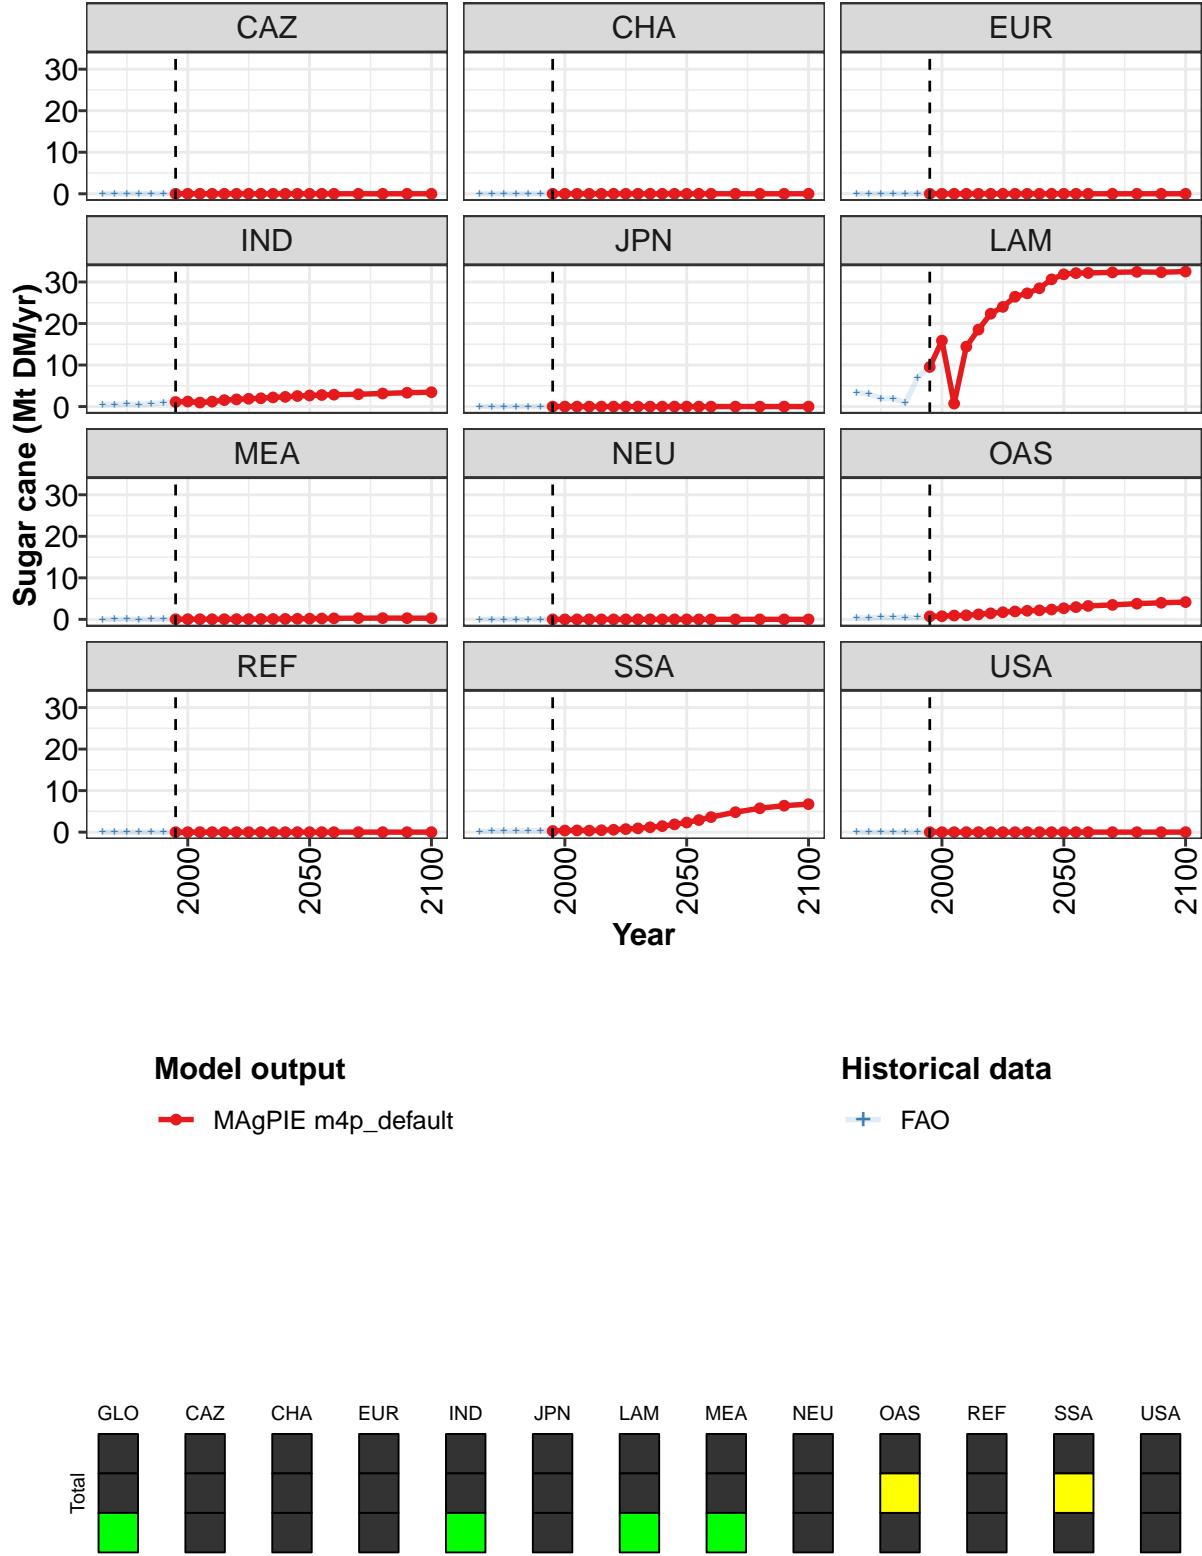 CAZ CHA EUR
30
20
10
0
IND JPN LAM
30
20
10
0
MEA NEU OAS
30
20
10
0
REF SSA USA
30
20
10
0
2000 2050 2100 2000 2050 2100 2000 2050 2100
Sugar cane (Mt DM/yr)
Year
Model output
MAgPIE m4p_default
Historical data
FAO
GLO CAZ CHA EUR IND JPN LAM MEA NEU OAS REF SSA USA
Total